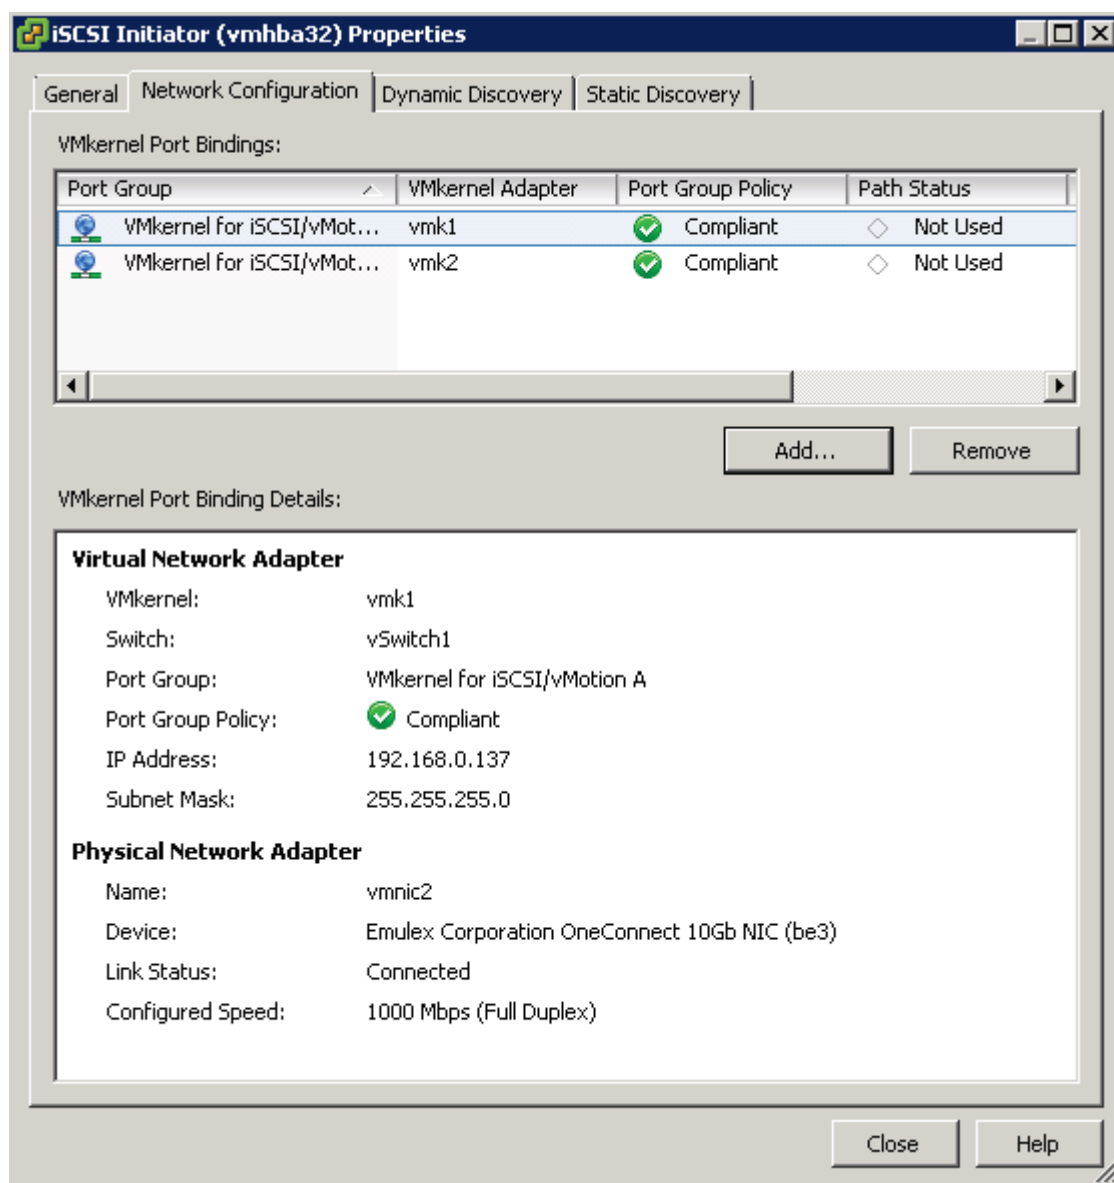 iSCSI Initiator (vmhba32) Properties
General Network Configuration Dynamic Discovery Static Discovery
VMkernel Port Bindings:
Port Group VMkernel Adapter Port Group Policy Path Status
VMkernel for iSCSI/vMot... vmk1 Compliant Not Used
VMkernel for iSCSI/vMot... vmk2 Compliant Not Used
Add... Remove
VMkernel Port Binding Details:
Virtual Network Adapter
VMkernel: vmk1
Switch: vSwitch1
Port Group: VMkernel for iSCSI/vMotion A
Port Group Policy: Compliant
IP Address: 192.168.0.137
Subnet Mask: 255.255.255.0
Physical Network Adapter
Name: vmnic2
Device: Emulex Corporation OneConnect 10Gb NIC (be3)
Link Status: Connected
Configured Speed: 1000 Mbps (Full Duplex)
Close Help